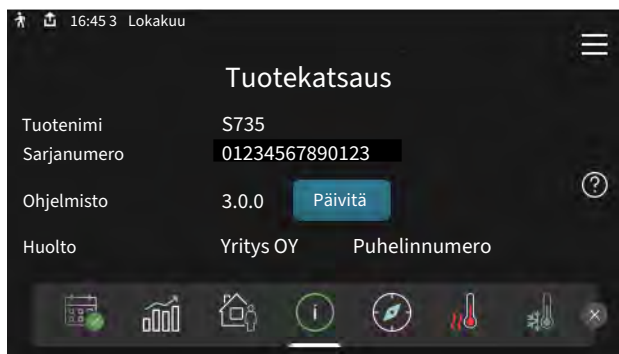 16:45 3 Lokakuu
Tuotekatsaus
Tuotenimi S735
Sarjanumero 01234567890123
Ohjelmisto 3.0.0 Päivitä
Huolto Yritys OY Puhelinnumero